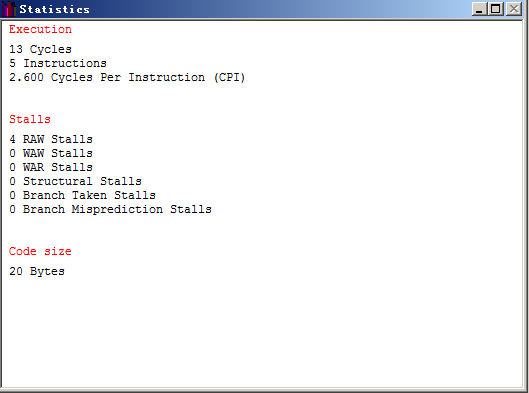 Statistics
Execution
13 Cycles
5 Instructions
2.600 Cycles Per Instruction (CPI)
Stalls
4 RAW Stalls
0 WAW Stalls
0 WAR Stalls
0 Structural Stalls
0 Branch Taken Stalls
0 Branch Misprediction Stalls
Code size
20 Bytes